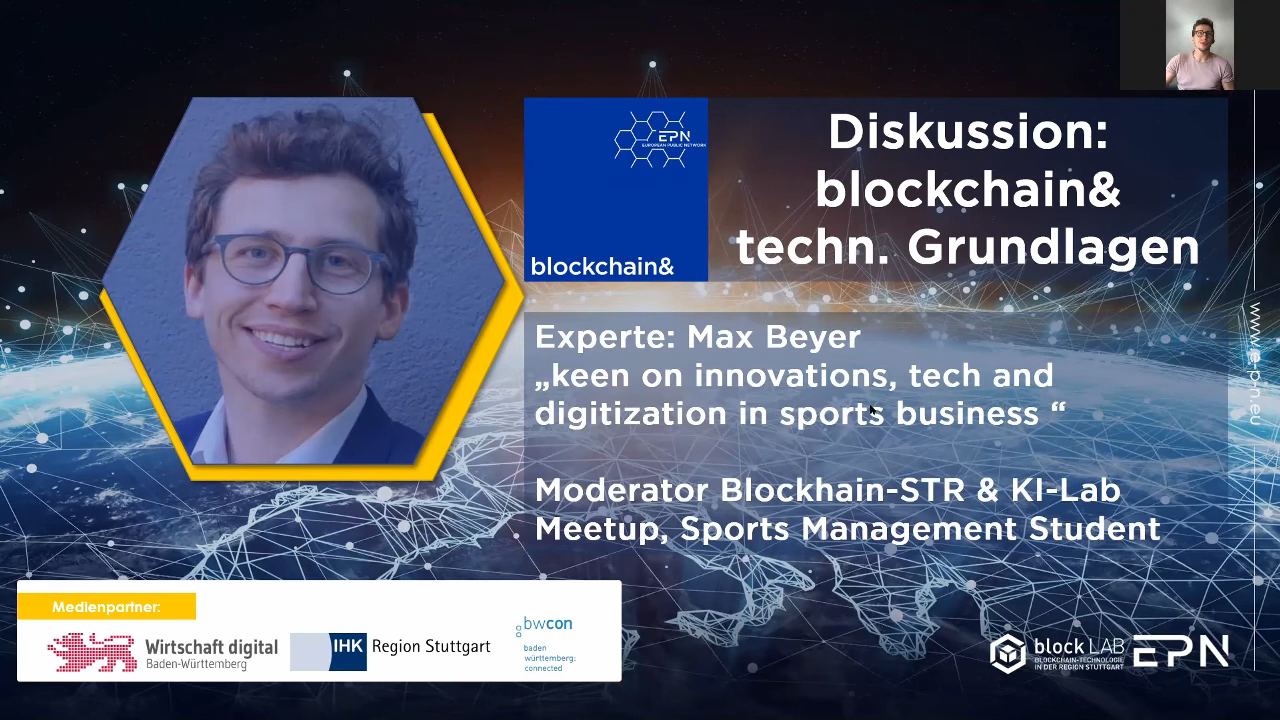 EPN
EUROPEAN PUBLIC NETWORK
blockchain&
Diskussion:
blockchain&
techn. Grundlagen
Experte: Max Beyer
„keen on innovations, tech and
digitization in sports business “
Moderator Blockhain-STR & KI-Lab
Meetup, Sports Management Student
www.e-p-n.eu
Medienpartner:
Wirtschaft digital
Baden-Württemberg
IHK Region Stuttgart
bwcon
baden
württemberg:
connected
block LAB
BLOCKCHAIN-TECHNOLOGIE
IN DER REGION STUTTGART
EPN